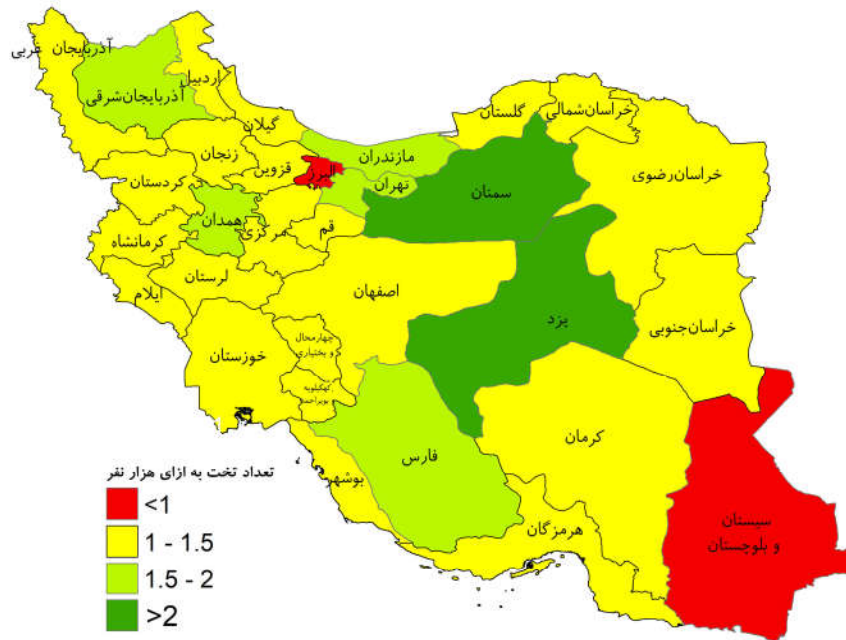 آذربایجان غربی
آذربایجان‌شرقی
اردبیل
گیلان
زنجان
قزوین
البرز
مازندران
تهران
گلستان
خراسان‌شمالی
خراسان‌رضوی
سمنان
کردستان
همدان
مرکزی
قم
کرمانشاه
لرستان
ایلام
اصفهان
یزد
خراسان‌جنوبی
خوزستان
چهارمحال
و بختیاری
کهکیلویه
و بویراحمد
فارس
کرمان
بوشهر
هرمزگان
سیستان
و بلوچستان
تعداد تخت به ازای هزار نفر
<1
1 - 1.5
1.5 - 2
>2